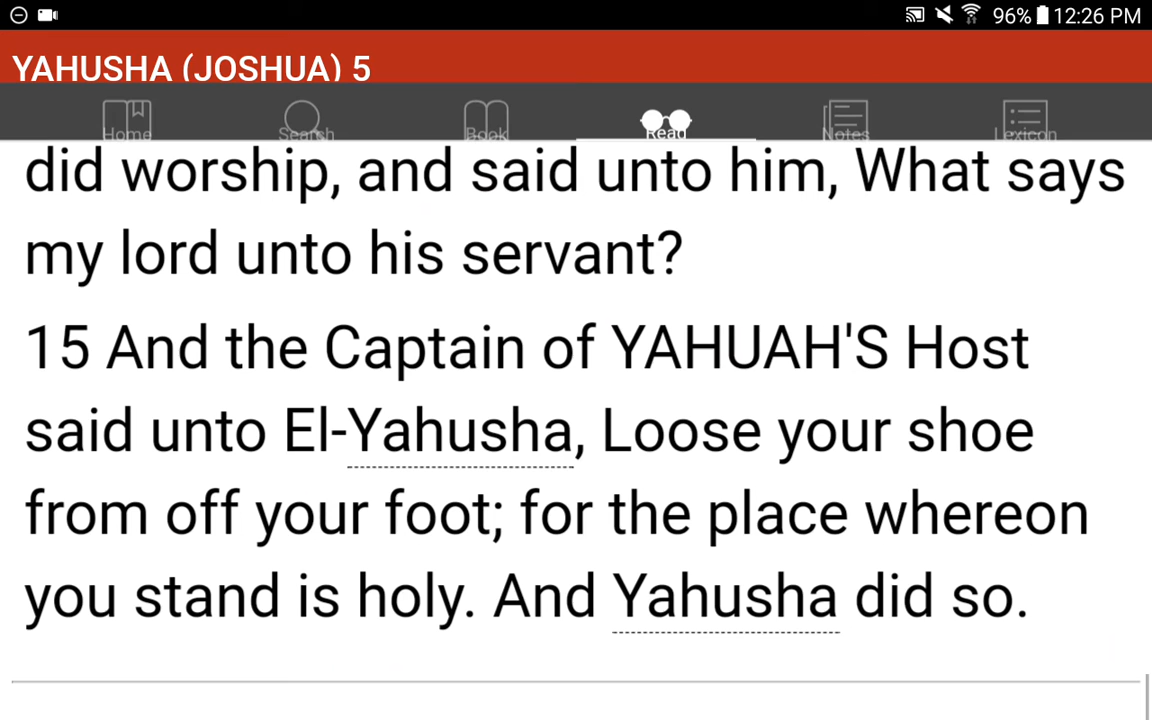 96% 12:26 PM
YAHUSHA (JOSHUA) 5
Home Search Book Read Notes Lexicon
did worship, and said unto him, What says
my lord unto his servant?
15 And the Captain of YAHUAH'S Host
said unto El-Yahusha, Loose your shoe
from off your foot; for the place whereon
you stand is holy. And Yahusha did so.